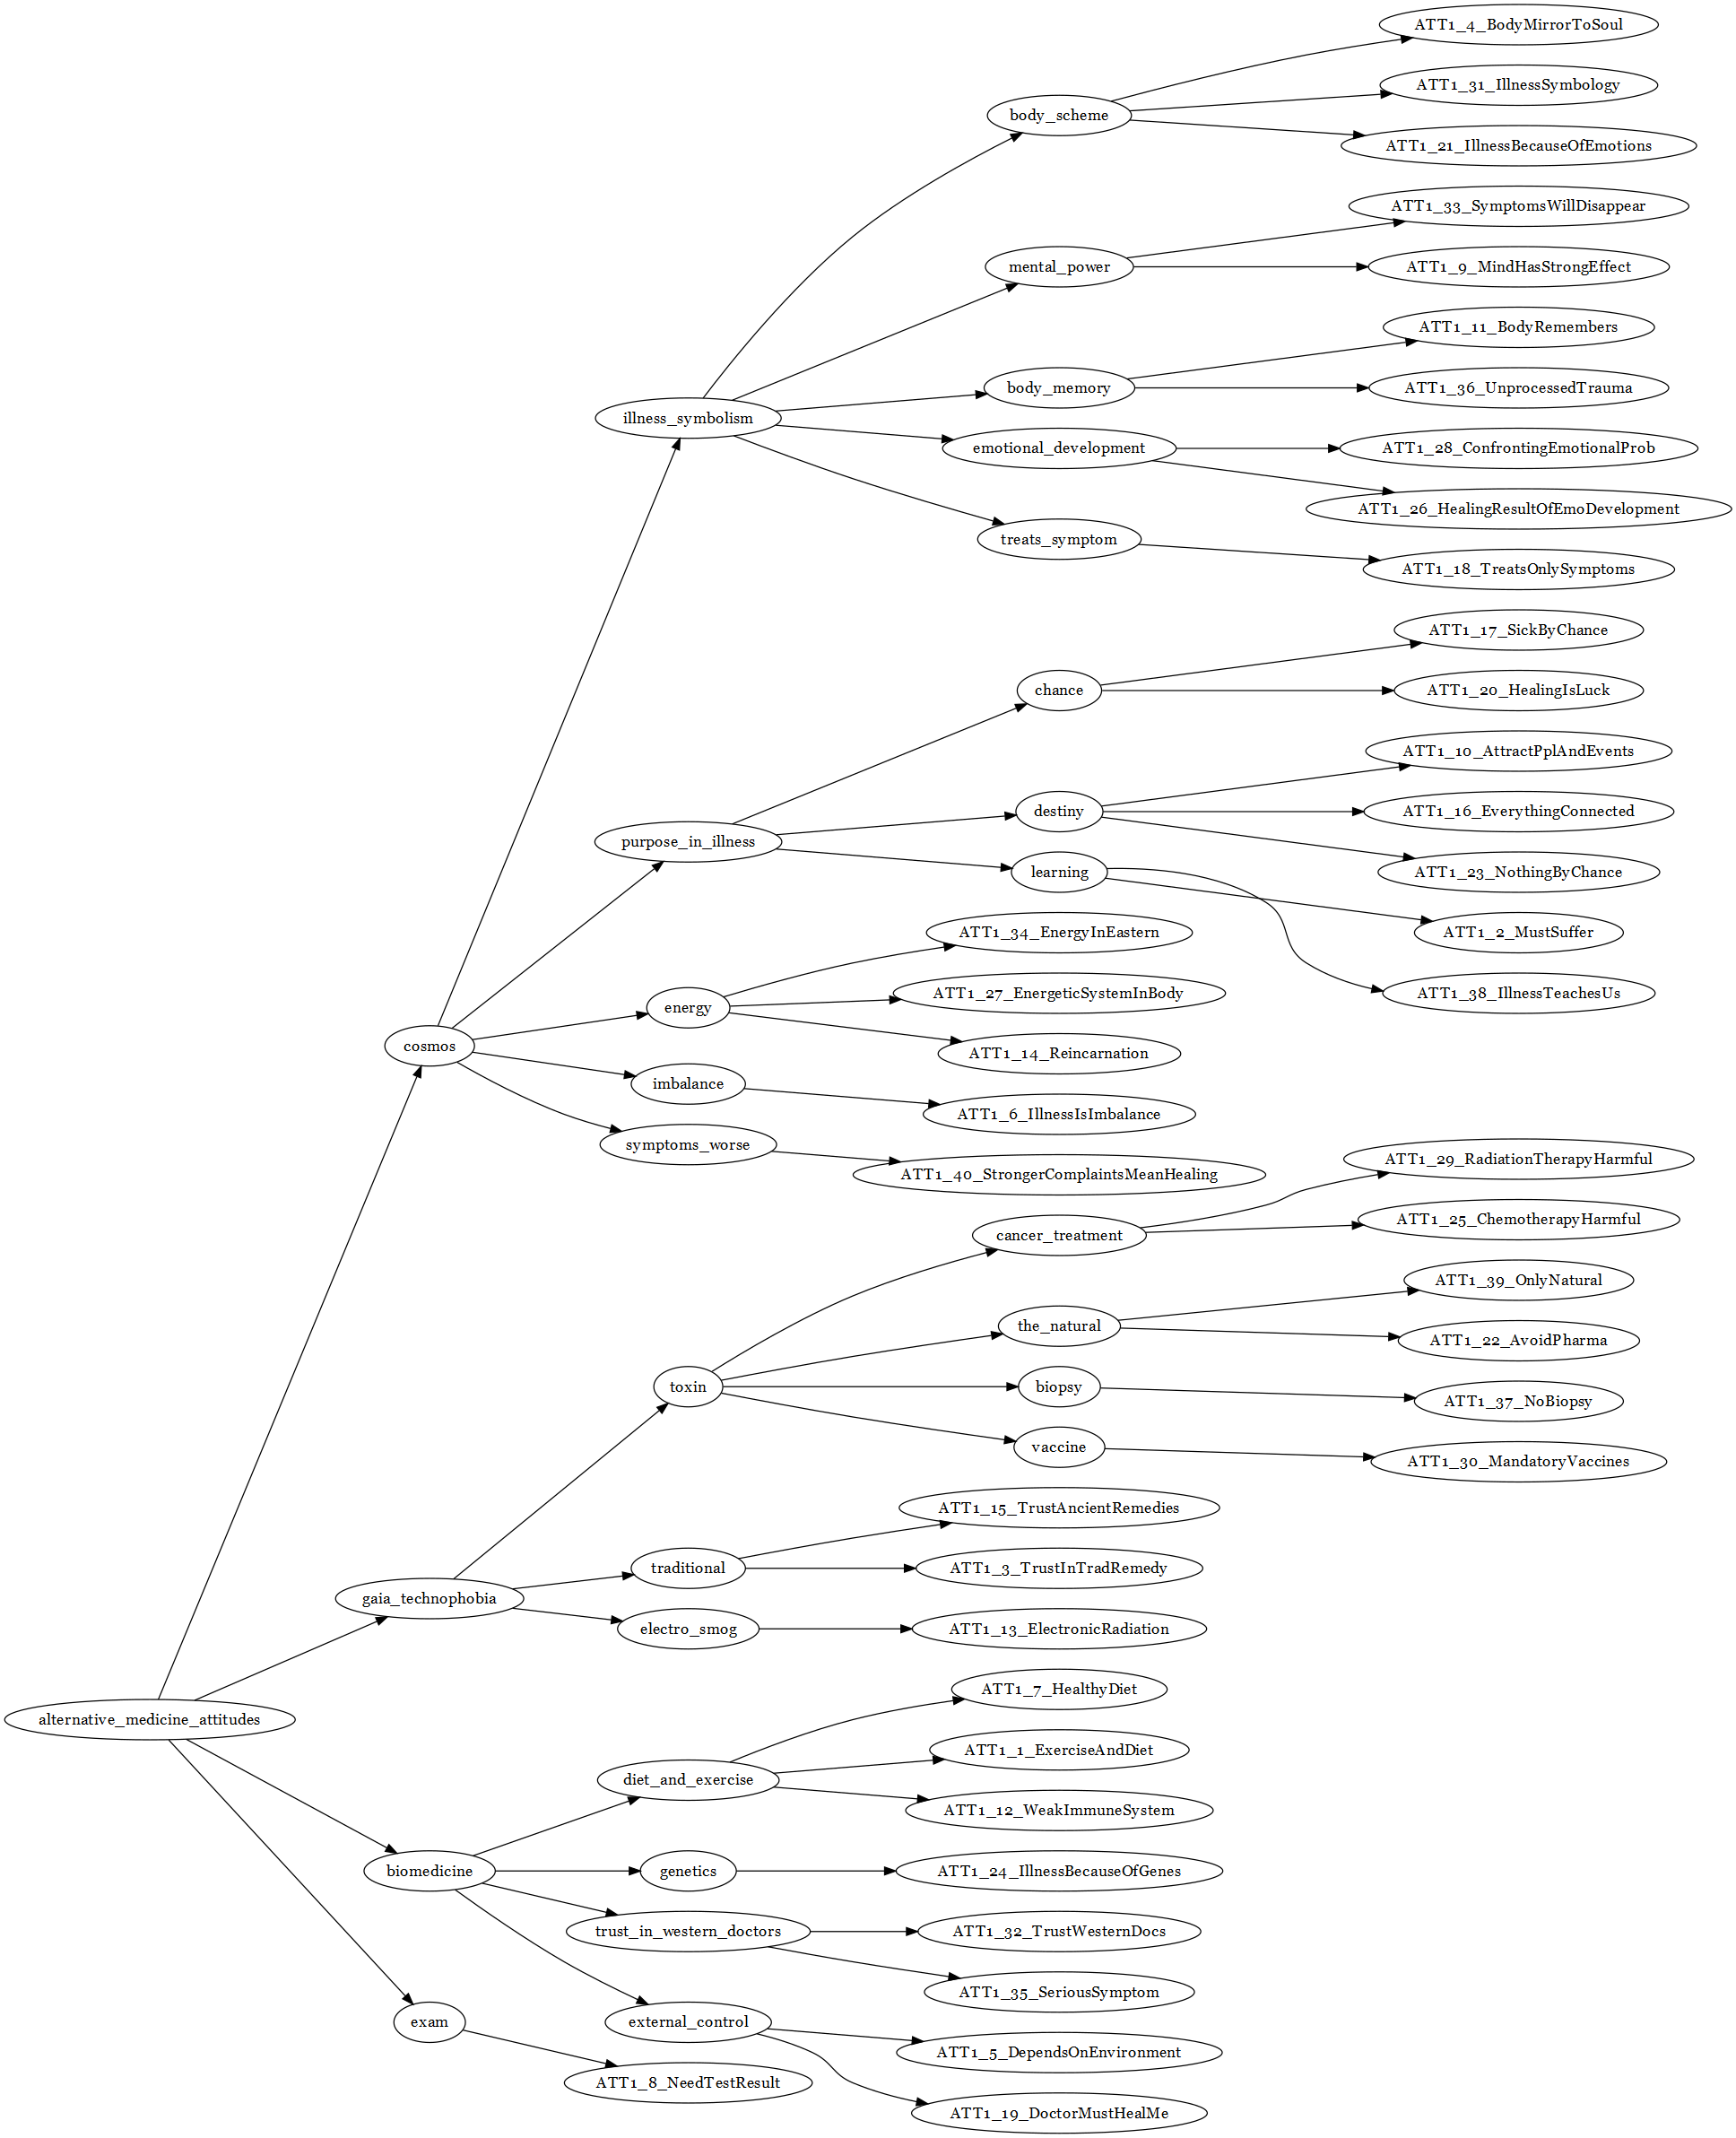 ATT1_4_BodyMirrorToSoul
ATT1_31_IllnessSymbology
body_scheme
ATT1_21_IllnessBecauseOfEmotions
ATT1_33_SymptomsWillDisappear
mental_power
ATT1_9_MindHasStrongEffect
ATT1_11_BodyRemembers
body_memory
ATT1_36_UnprocessedTrauma
illness_symbolism
emotional_development
ATT1_28_ConfrontingEmotionalProb
ATT1_26_HealingResultOfEmoDevelopment
treats_symptom
ATT1_18_TreatsOnlySymptoms
ATT1_17_SickByChance
chance
ATT1_20_HealingIsLuck
ATT1_10_AttractPplAndEvents
destiny
ATT1_16_EverythingConnected
purpose_in_illness
learning
ATT1_23_NothingByChance
ATT1_34_EnergyInEastern
ATT1_2_MustSuffer
ATT1_27_EnergeticSystemInBody
ATT1_38_IllnessTeachesUs
energy
cosmos
ATT1_14_Reincarnation
imbalance
ATT1_6_IllnessIsImbalance
symptoms_worse
ATT1_29_RadiationTherapyHarmful
ATT1_40_StrongerComplaintsMeanHealing
ATT1_25_ChemotherapyHarmful
cancer_treatment
ATT1_39_OnlyNatural
the_natural
ATT1_22_AvoidPharma
toxin
biopsy
ATT1_37_NoBiopsy
vaccine
ATT1_30_MandatoryVaccines
ATT1_15_TrustAncientRemedies
traditional
ATT1_3_TrustInTradRemedy
gaia_technophobia
electro_smog
ATT1_13_ElectronicRadiation
ATT1_7_HealthyDiet
alternative_medicine_attitudes
ATT1_1_ExerciseAndDiet
diet_and_exercise
ATT1_12_WeakImmuneSystem
biomedicine
genetics
ATT1_24_IllnessBecauseOfGenes
trust_in_western_doctors
ATT1_32_TrustWesternDocs
ATT1_35_SeriousSymptom
exam
external_control
ATT1_5_DependsOnEnvironment
ATT1_8_NeedTestResult
ATT1_19_DoctorMustHealMe